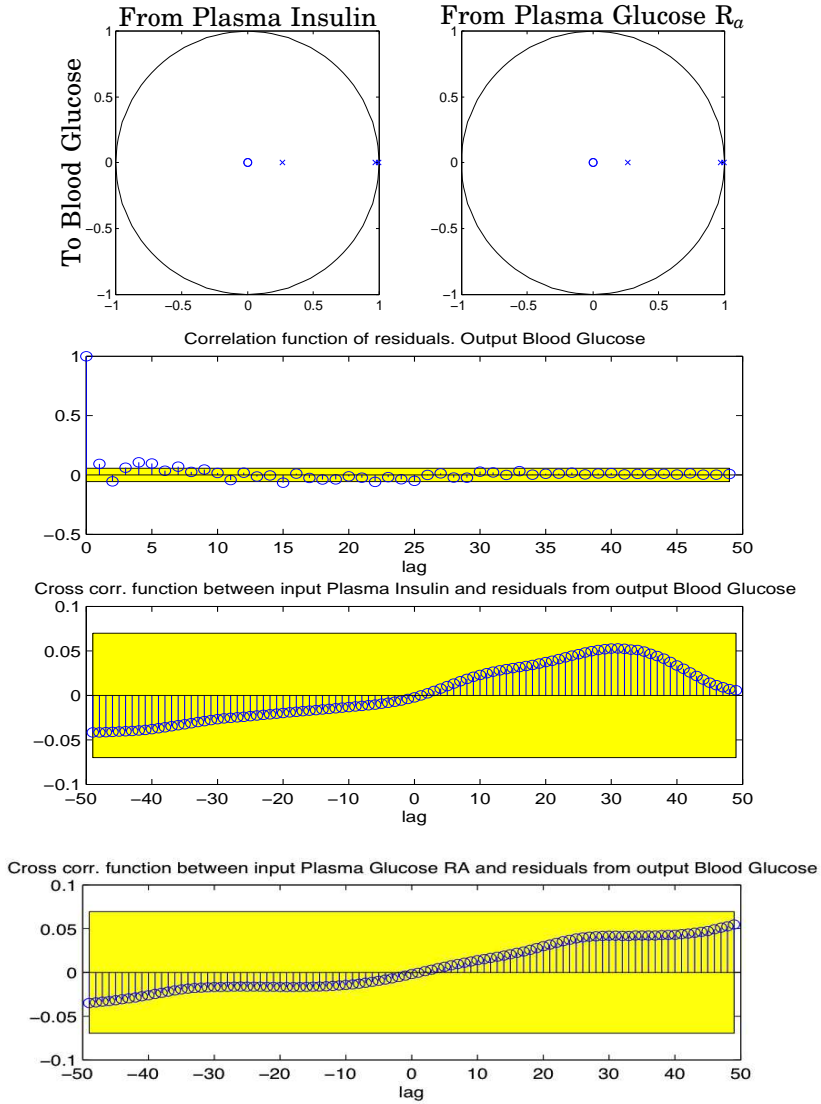 From Plasma Insulin
From Plasma Glucose Rₐ
To Blood Glucose
1
0.5
0
−0.5
−1
−1 −0.5 0 0.5 1
1
0.5
0
−0.5
−1
−1 −0.5 0 0.5 1
Correlation function of residuals. Output Blood Glucose
1
0.5
0
−0.5
0 5 10 15 20 25 30 35 40 45 50
lag
Cross corr. function between input Plasma Insulin and residuals from output Blood Glucose
0.1
0.05
0
−0.05
−0.1
−50 −40 −30 −20 −10 0 10 20 30 40 50
lag
Cross corr. function between input Plasma Glucose RA and residuals from output Blood Glucose
0.1
0.05
0
−0.05
−0.1
−50 −40 −30 −20 −10 0 10 20 30 40 50
lag